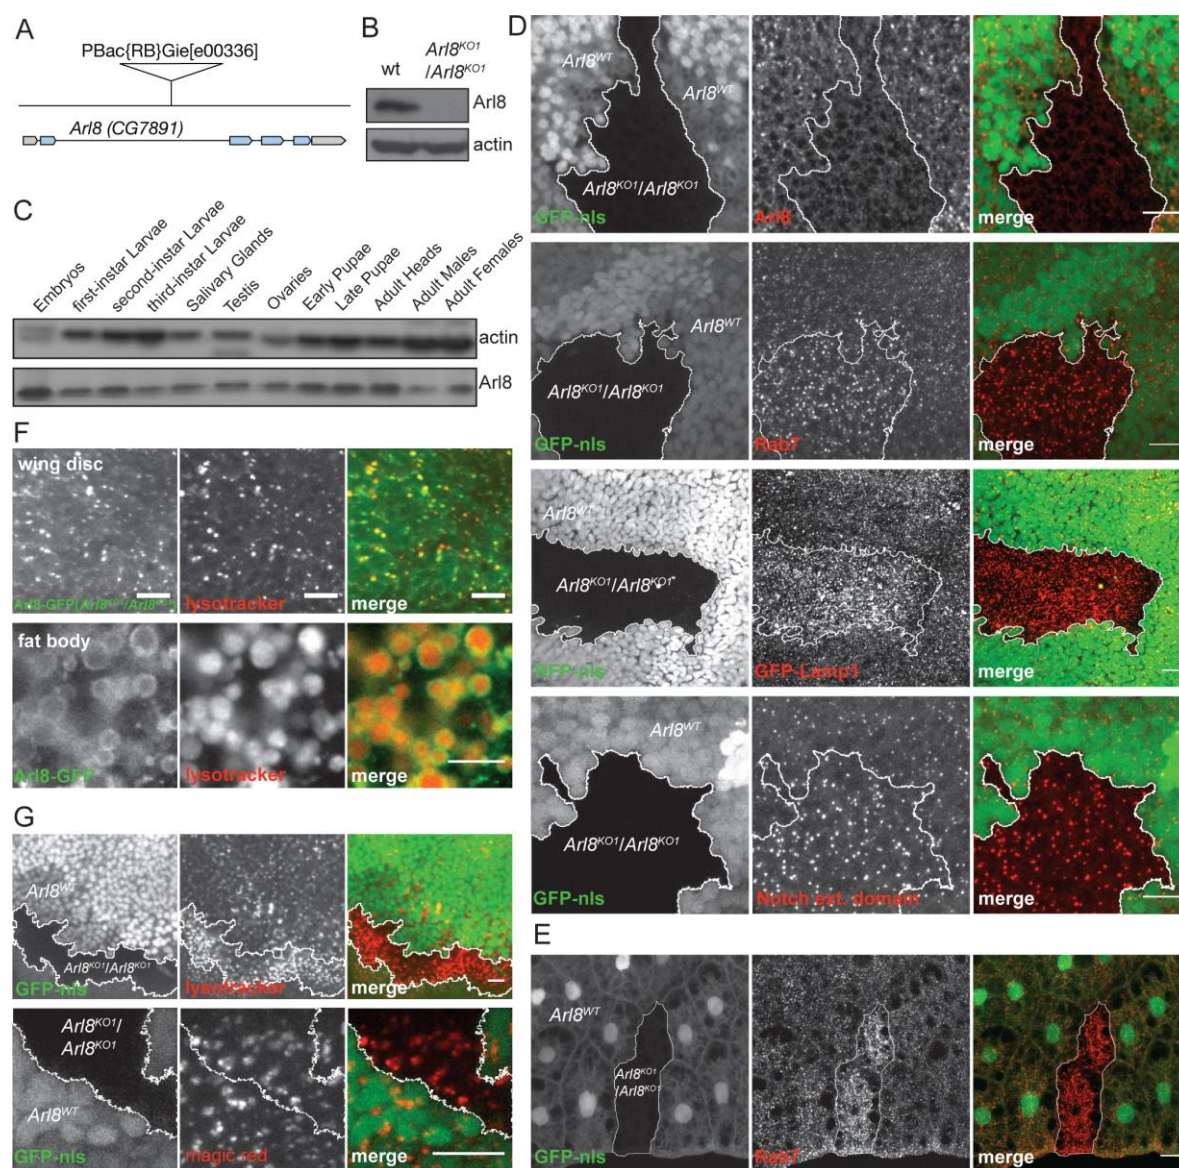 A
PBac{RB}Gie[e00336]
Arl8 (CG7891)
B
wt
Arl8KO1
/Arl8KO1
Arl8
actin
C
Embryos
first-instar Larvae
second-instar Larvae
third-instar Larvae
Salivary Glands
Testis
Ovaries
Early Pupae
Late Pupae
Adult Heads
Adult Males
Adult Females
actin
Arl8
D
Arl8WT
Arl8WT
Arl8KO1/Arl8KO1
GFP-nls
Arl8
merge
Arl8WT
Arl8KO1/Arl8KO1
GFP-nls
Rab7
merge
Arl8WT
Arl8KO1/Arl8KO1
RFP-nls
GFP-Lamp1
merge
Arl8WT
Arl8KO1/Arl8KO1
GFP-nls
Notch ext. domain
merge
E
Arl8WT
Arl8KO1
/Arl8KO1
GFP-nls
Rab7
merge
F
wing disc
Arl8-GFP(Arl8KO1/Arl8KO1)
lysotracker
merge
fat body
Arl8-GFP
lysotracker
merge
G
Arl8WT
Arl8KO1/Arl8KO1
GFP-nls
lysotracker
merge
Arl8KO1/
Arl8KO1
Arl8WT
GFP-nls
magic red
merge